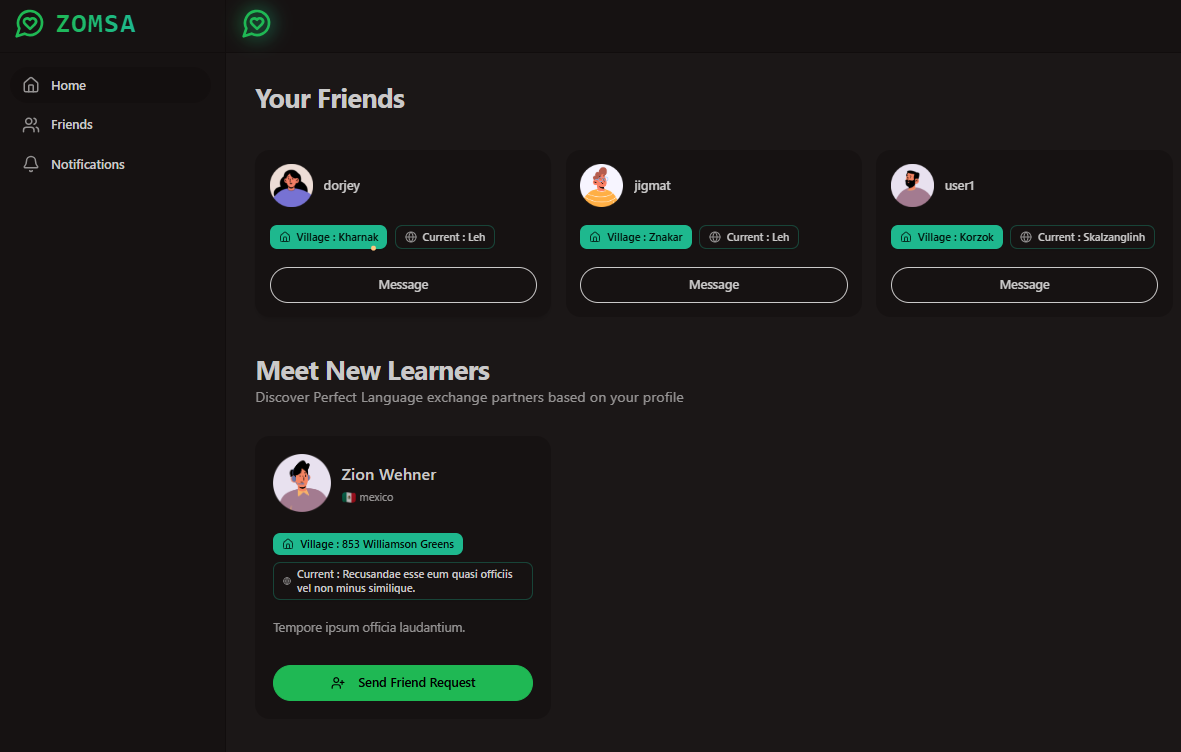 ZOMSA
Home
Friends
Notifications
Your Friends
dorjey
Village : Kharnak
Current : Leh
Message
jigmat
Village : Znakar
Current : Leh
Message
user1
Village : Korzok
Current : Skalzanglinh
Message
Meet New Learners
Discover Perfect Language exchange partners based on your profile
Zion Wehner
mexico
Village : 853 Williamson Greens
Current : Recusandae esse eum quasi officiis
vel non minus similique.
Tempore ipsum officia laudantium.
Send Friend Request